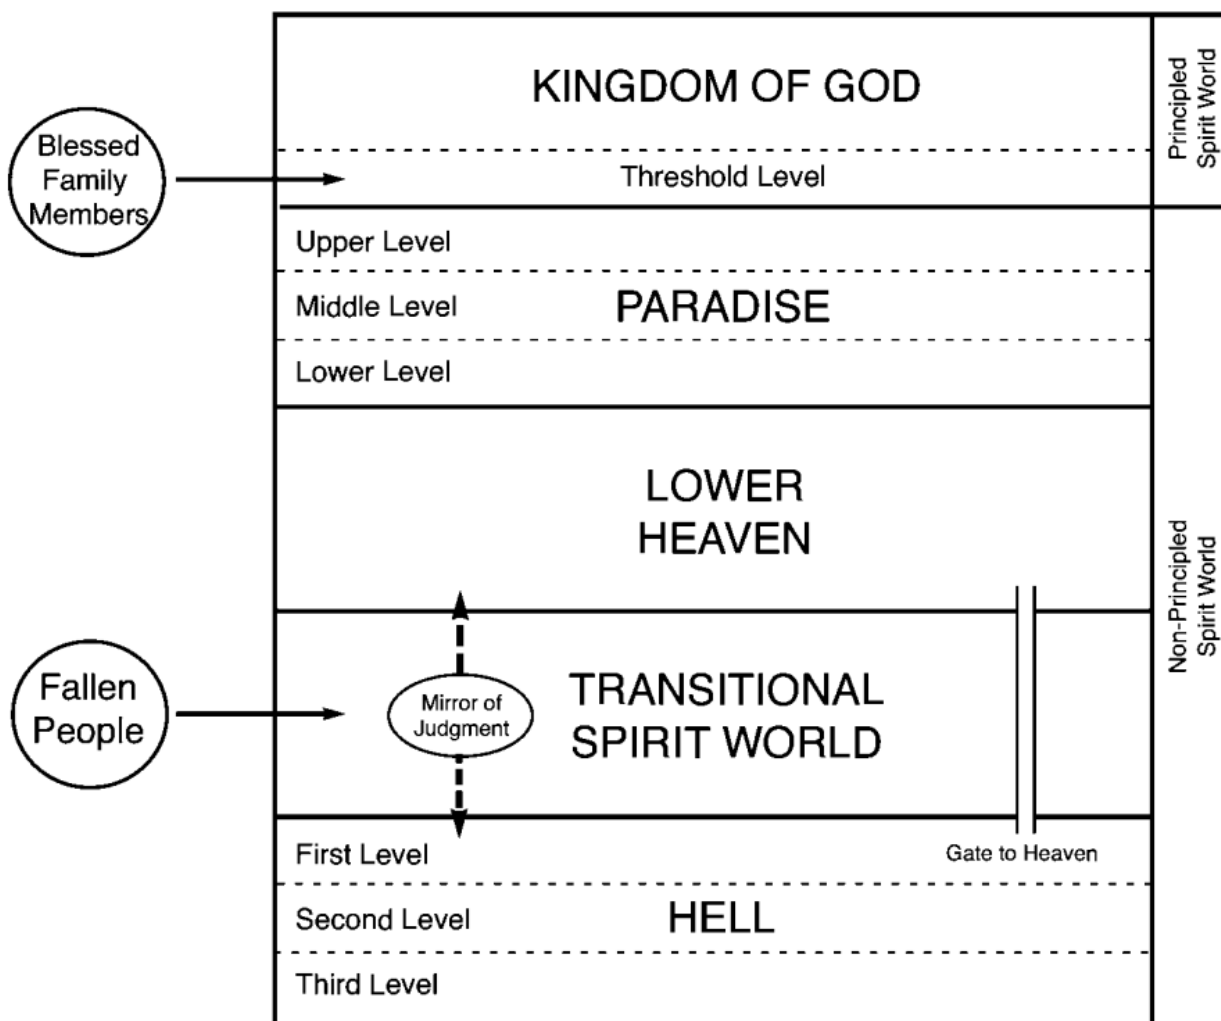 KINGDOM OF GOD
Principled
Spirit World
Blessed
Family
Members
Threshold Level
Upper Level
Middle Level
PARADISE
Lower Level
LOWER
HEAVEN
Non-Principled
Spirit World
Fallen
People
Mirror of
Judgment
TRANSITIONAL
SPIRIT WORLD
First Level
Gate to Heaven
Second Level
HELL
Third Level